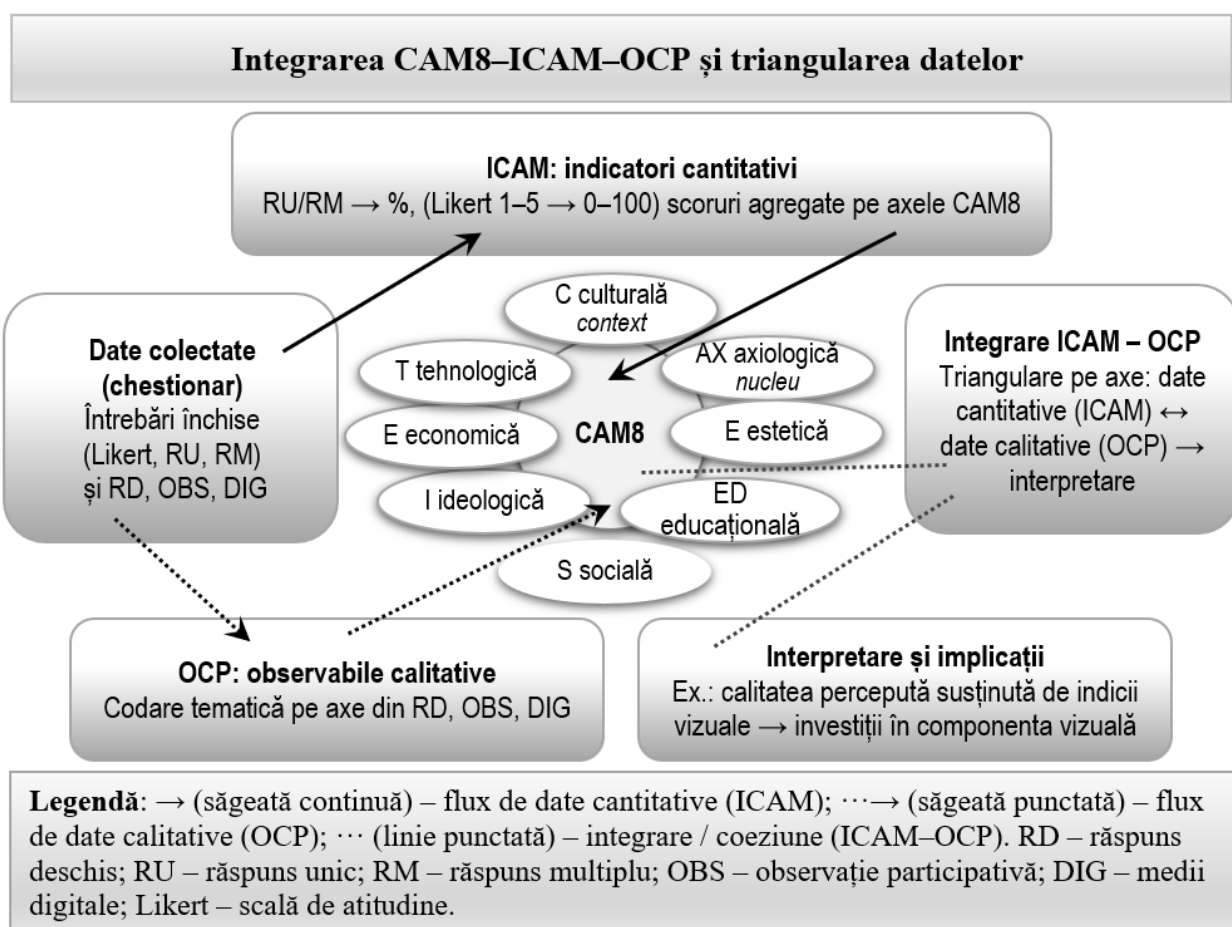 Integrarea CAM8–ICAM–OCP și triangularea datelor
ICAM: indicatori cantitativi
RU/RM → %, (Likert 1–5 → 0–100) scoruri agregate pe axele CAM8
Date colectate
(chestionar)
Întrebări închise
(Likert, RU, RM)
și RD, OBS, DIG
C culturală
context
T tehnologică
AX axiologică
nucleu
E economică
CAM8
E estetică
I ideologică
ED
educațională
S socială
Integrare ICAM – OCP
Triangulare pe axe: date
cantitative (ICAM) ↔
date calitative (OCP) →
interpretare
OCP: observabile calitative
Codare tematică pe axe din RD, OBS, DIG
Interpretare și implicații
Ex.: calitatea percepută susținută de indicii
vizuale → investiții în componenta vizuală
Legendă: → (săgeată continuă) – flux de date cantitative (ICAM); ···→ (săgeată punctată) – flux
de date calitative (OCP); ··· (linie punctată) – integrare / coeziune (ICAM–OCP). RD – răspuns
deschis; RU – răspuns unic; RM – răspuns multiplu; OBS – observație participativă; DIG – medii
digitale; Likert – scală de atitudine.